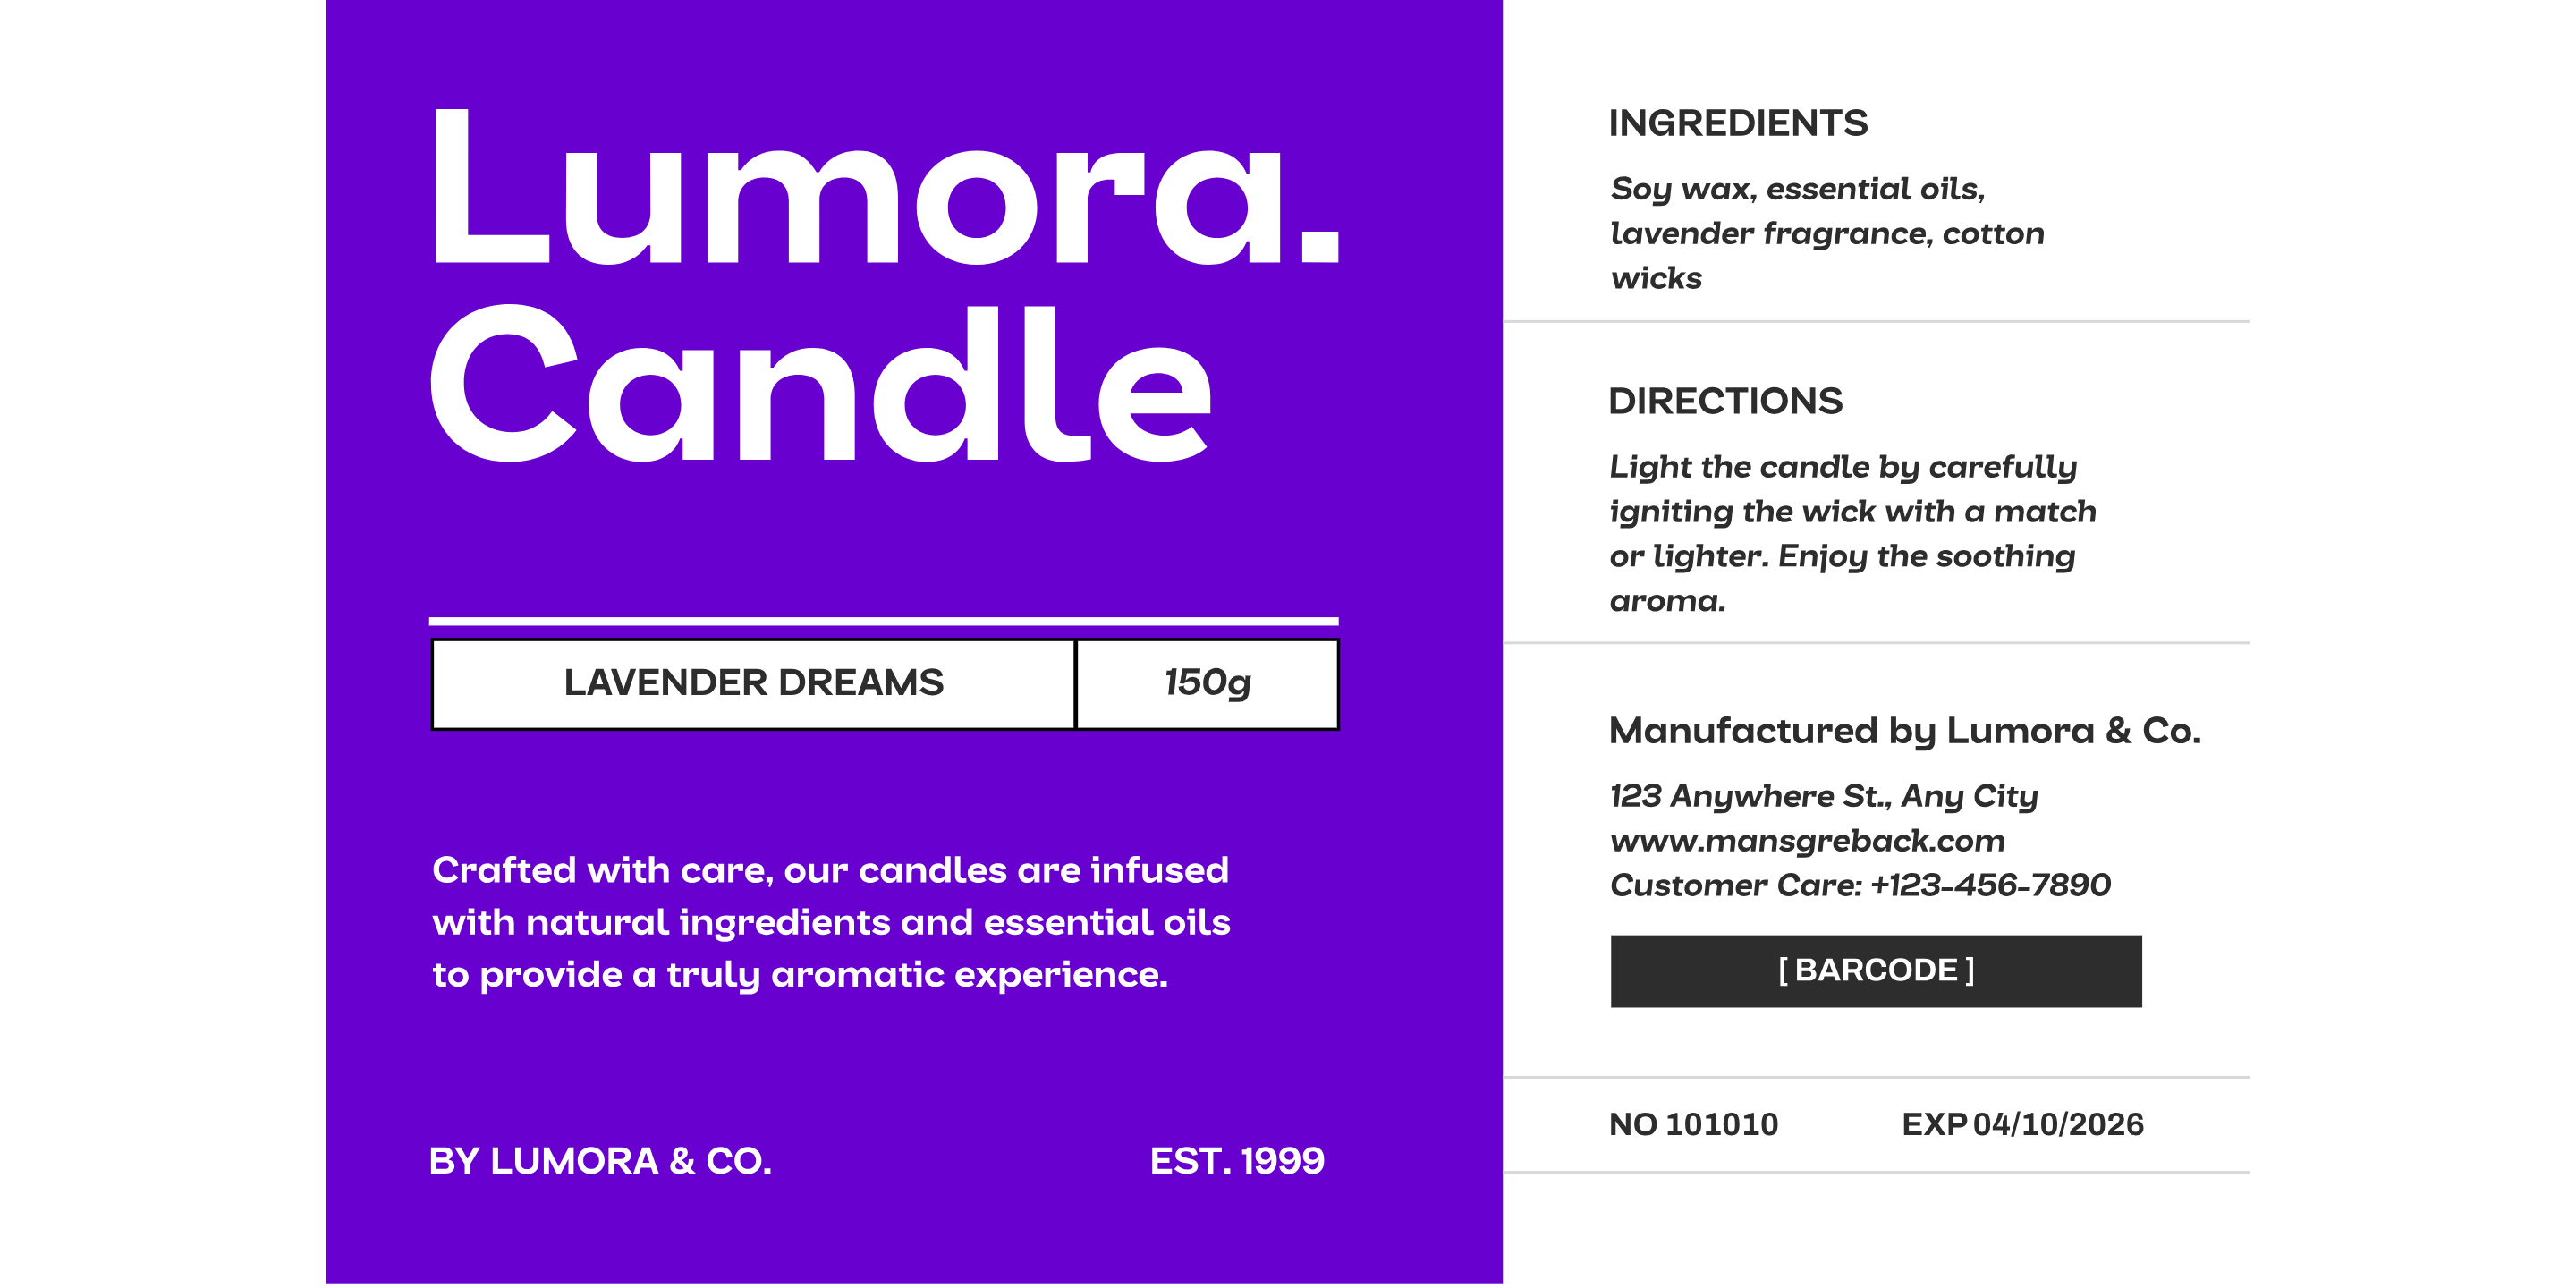 Lumora.
Candle
LAVENDER DREAMS
150g
Crafted with care, our candles are infused
with natural ingredients and essential oils
to provide a truly aromatic experience.
BY LUMORA & CO.
EST. 1999
INGREDIENTS
Soy wax, essential oils,
lavender fragrance, cotton
wicks
DIRECTIONS
Light the candle by carefully
igniting the wick with a match
or lighter. Enjoy the soothing
aroma.
Manufactured by Lumora & Co.
123 Anywhere St., Any City
www.mansgreback.com
Customer Care: +123-456-7890
[ BARCODE ]
NO 101010
EXP 04/10/2026